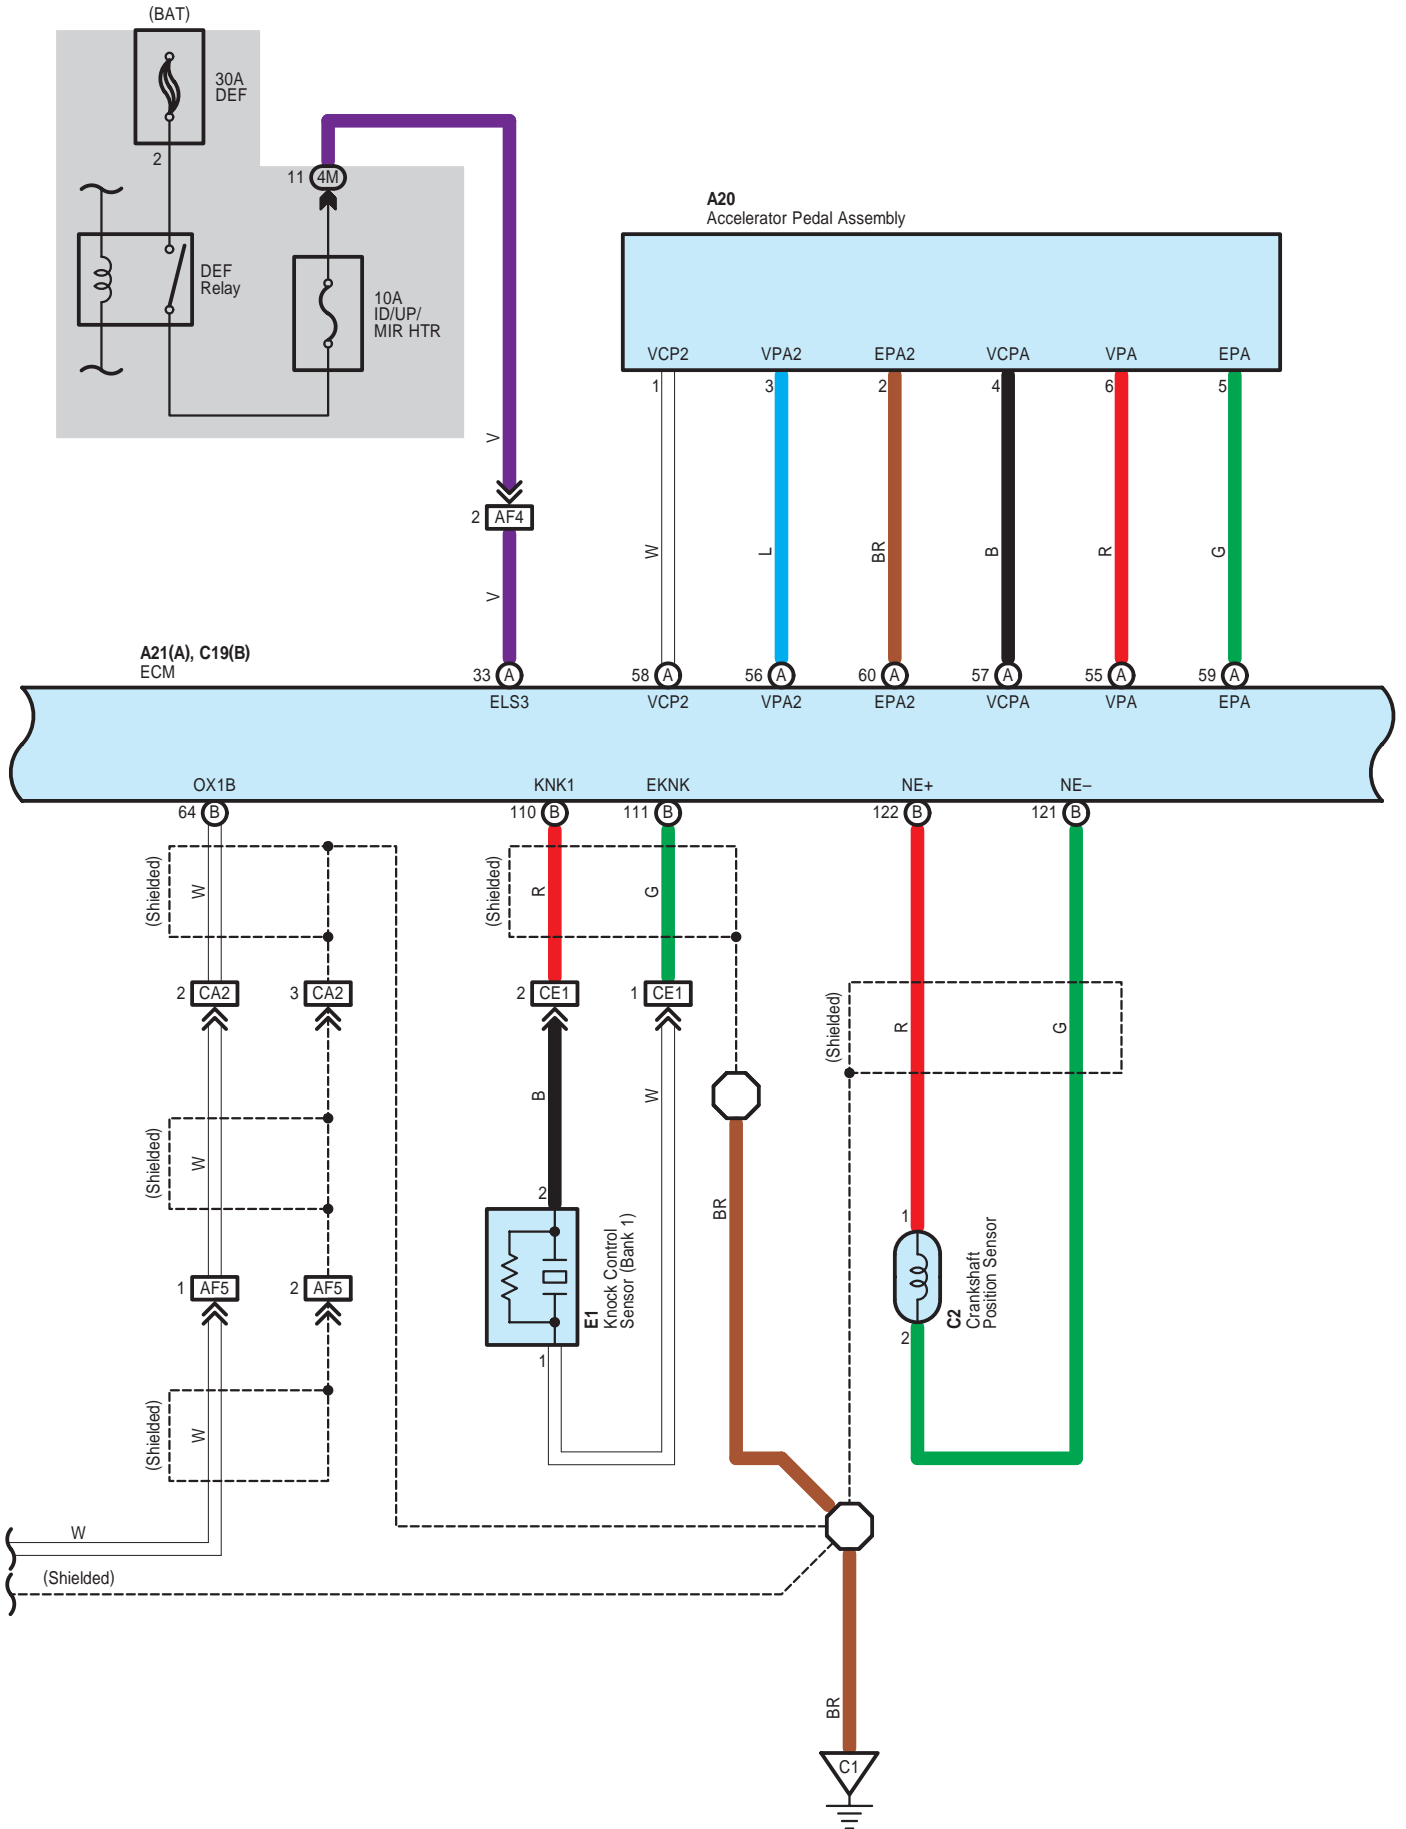 (BAT)
30A
DEF
2
11 4M
DEF
Relay
10A
ID/UP/
MIR HTR
A20
Accelerator Pedal Assembly
VCP2 VPA2 EPA2 VCPA VPA EPA
1 3 2 4 6 5
V
2 AF4
W L BR B R G
V
A21(A), C19(B)
ECM
33 A 58 A 56 A 60 A 57 A 55 A 59 A
ELS3 VCP2 VPA2 EPA2 VCPA VPA EPA
OX1B KNK1 EKNK NE+ NE–
64 B 110 B 111 B 122 B 121 B
(Shielded) W (Shielded) R G
2 CA2 3 CA2 2 CE1 1 CE1
(Shielded) R G
B W
(Shielded) W
BR
2
1
1 AF5 2 AF5
E1
Knock Control
Sensor (Bank 1)
C2
Crankshaft
Position Sensor
1
2
(Shielded) W
W
(Shielded)
BR
C1